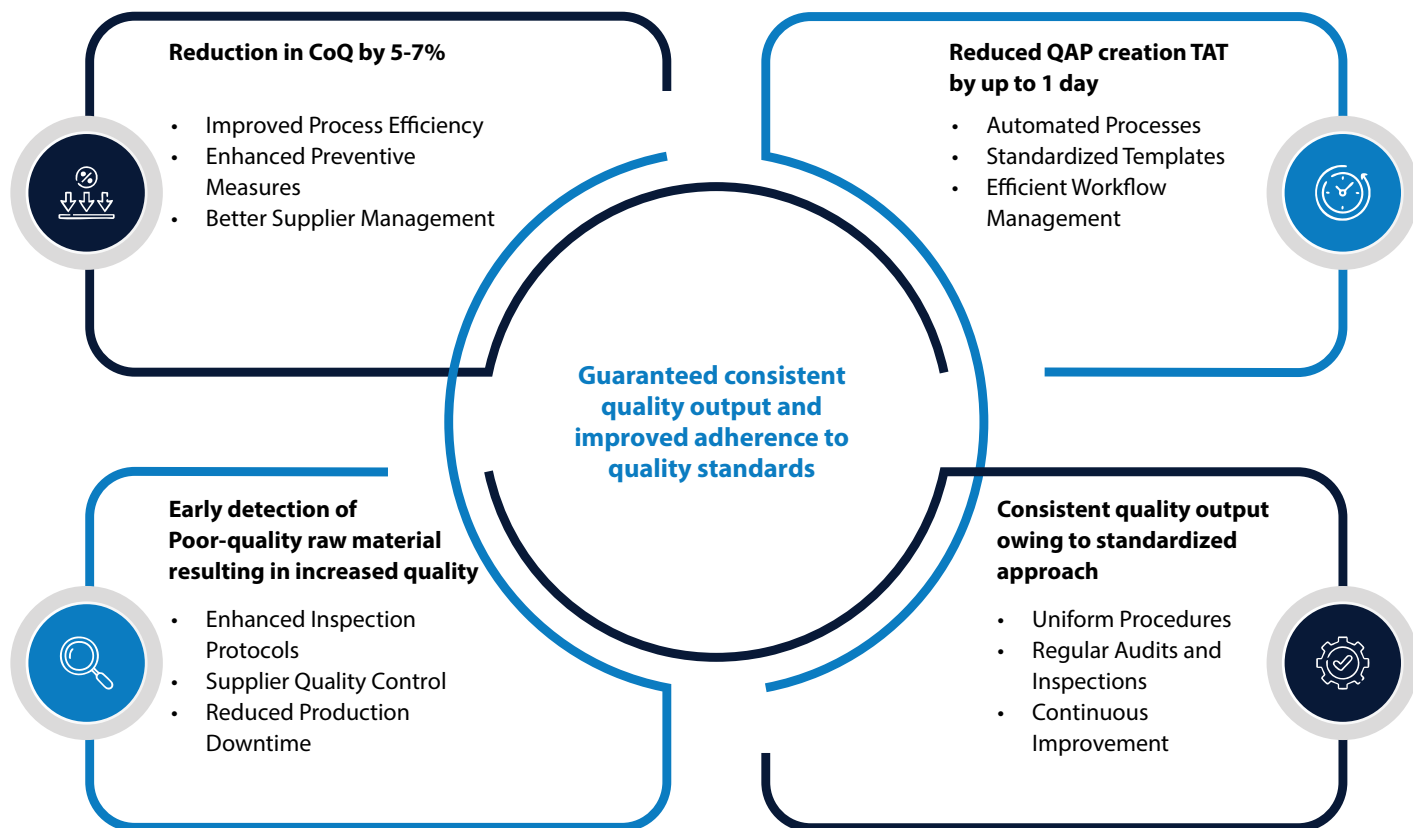 Reduction in CoQ by 5-7%
• Improved Process Efficiency
• Enhanced Preventive
Measures
• Better Supplier Management
Reduced QAP creation TAT
by up to 1 day
• Automated Processes
• Standardized Templates
• Efficient Workflow
Management
Guaranteed consistent
quality output and
improved adherence to
quality standards
Early detection of
Poor-quality raw material
resulting in increased quality
• Enhanced Inspection
Protocols
• Supplier Quality Control
• Reduced Production
Downtime
Consistent quality output
owing to standardized
approach
• Uniform Procedures
• Regular Audits and
Inspections
• Continuous
Improvement